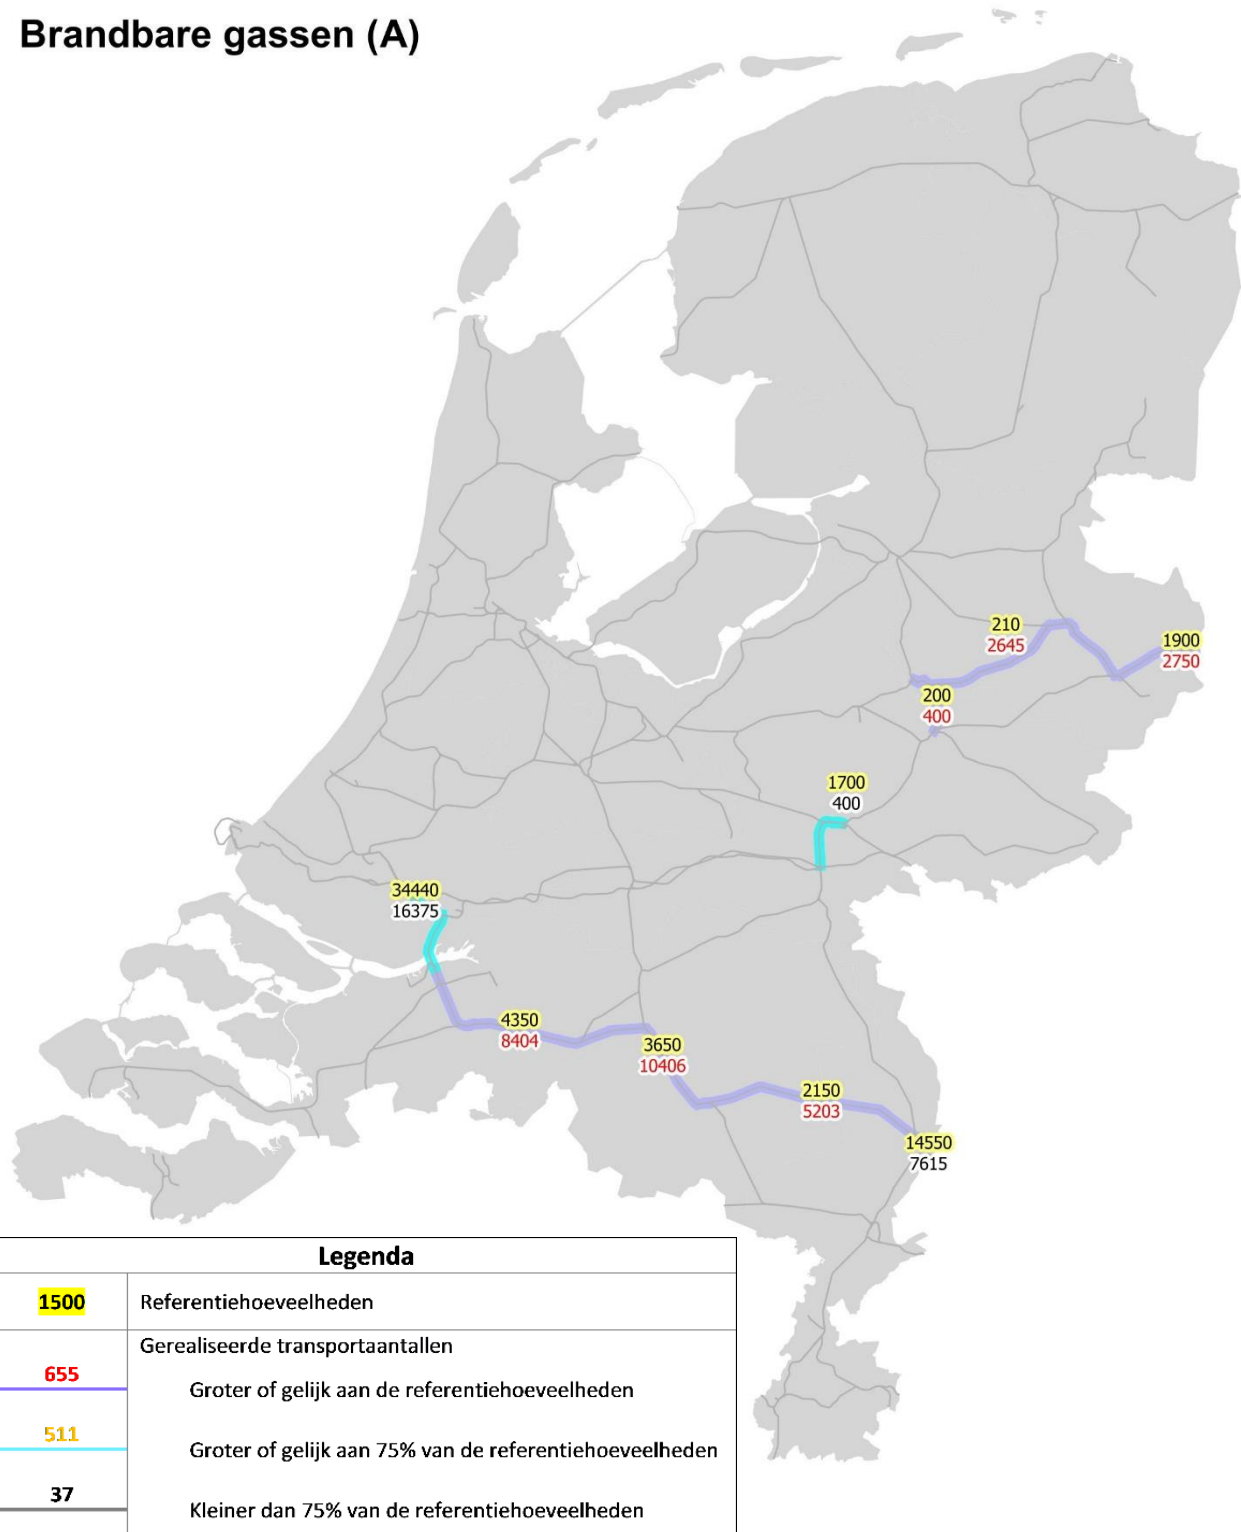 Brandbare gassen (A)
210
2645
1900
2750
200
400
1700
400
34440
16375
4350
8404
3650
10406
2150
5203
14550
7615
Legenda
1500 Referentiehoeveelheden
Gerealiseerde transportaantallen
655 Groter of gelijk aan de referentiehoeveelheden
511 Groter of gelijk aan 75% van de referentiehoeveelheden
37 Kleiner dan 75% van de referentiehoeveelheden